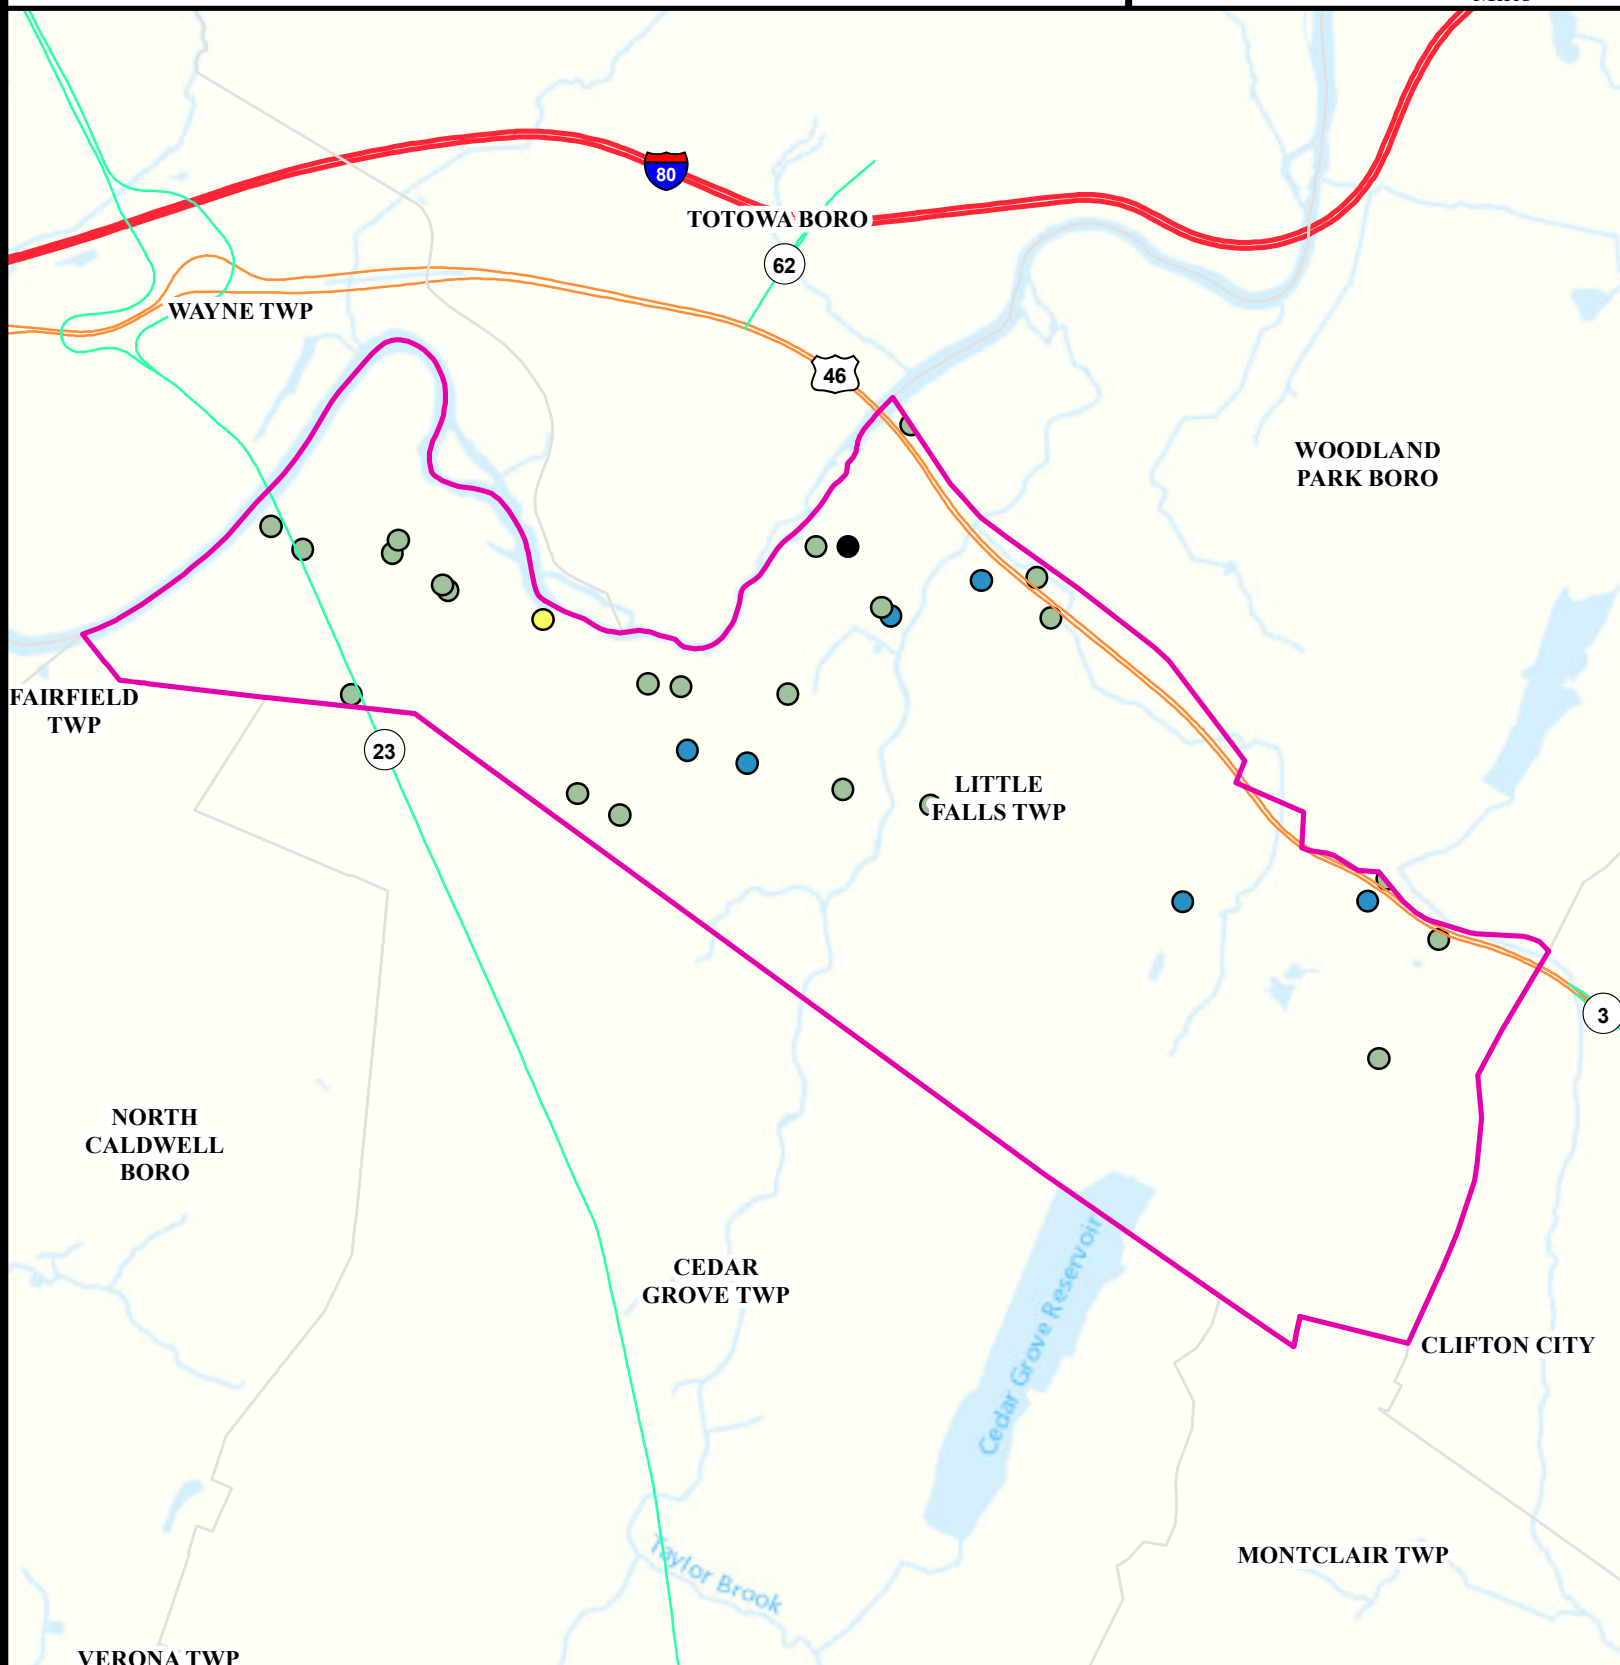 80
TOTOWA BORO
62
WAYNE TWP
46
WOODLAND
PARK BORO
FAIRFIELD
TWP
23
LITTLE
FALLS TWP
3
NORTH
CALDWELL
BORO
CEDAR
GROVE TWP
Cedar Grove Reservoir
CLIFTON CITY
MONTCLAIR TWP
Taylor Brook
VERONA TWP